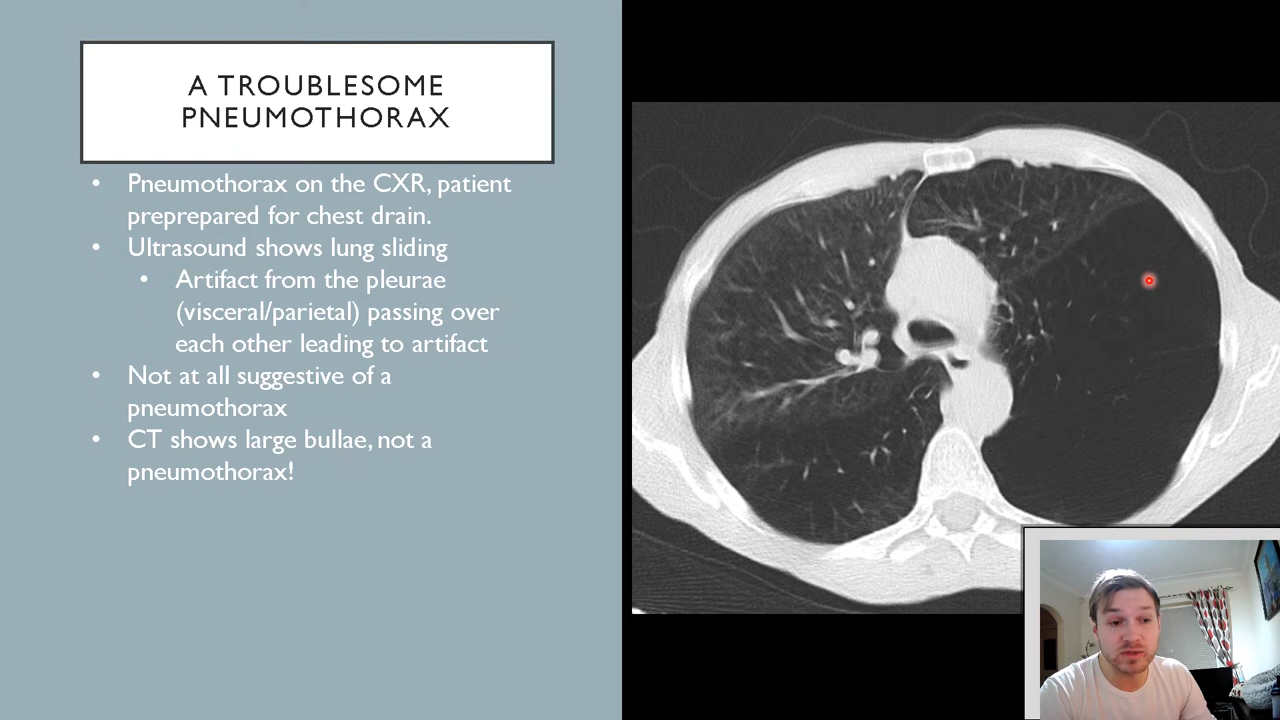 A TROUBLESOME
PNEUMOTHORAX
• Pneumothorax on the CXR, patient
preprepared for chest drain.
• Ultrasound shows lung sliding
• Artifact from the pleurae
(visceral/parietal) passing over
each other leading to artifact
• Not at all suggestive of a
pneumothorax
• CT shows large bullae, not a
pneumothorax!